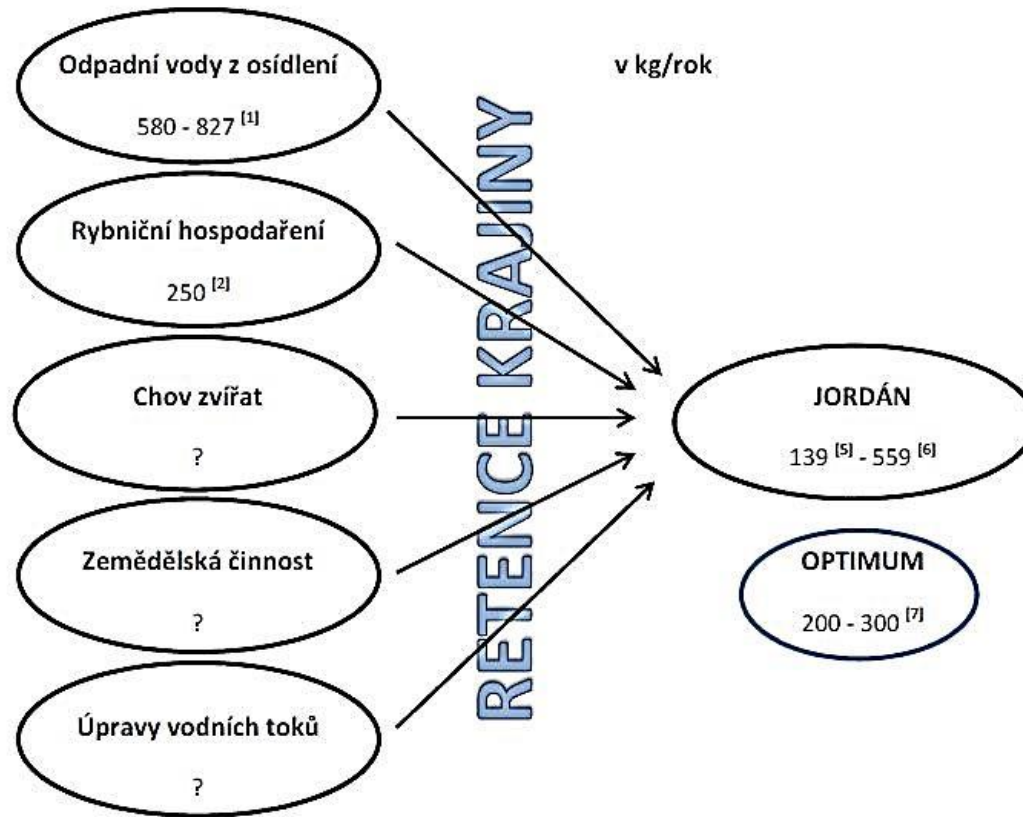 Odpadní vody z osídlení
580 - 827 [1]
Rybniční hospodaření
250 [2]
Chov zvířat
?
Zemědělská činnost
?
Úpravy vodních toků
?
RETENCE KRAJINY
v kg/rok
JORDÁN
139 [5] - 559 [6]
OPTIMUM
200 - 300 [7]